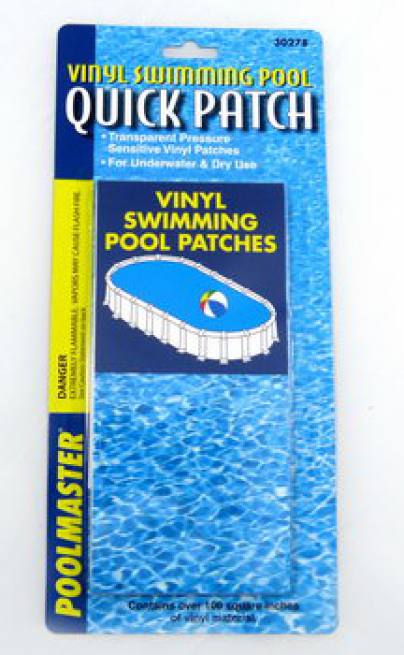 30278
VINYL SWIMMING POOL
QUICK PATCH
• Transparent Pressure
Sensitive Vinyl Patches
• For Underwater & Dry Use
VINYL
SWIMMING
POOL PATCHES
DANGER
EXTREMELY FLAMMABLE. VAPORS MAY CAUSE FLASH FIRE.
POOLMASTER®
Contains over 100 square inches
of vinyl material.